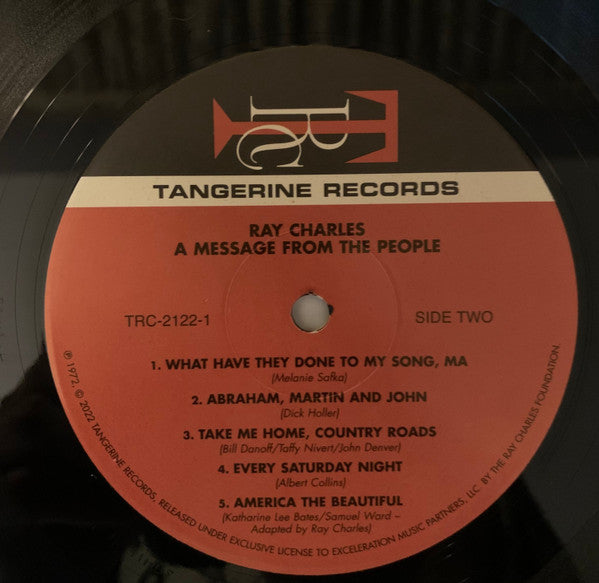 TRC
TANGERINE RECORDS
RAY CHARLES
A MESSAGE FROM THE PEOPLE
TRC-2122-1
SIDE TWO
1. WHAT HAVE THEY DONE TO MY SONG, MA
(Melanie Safka)
2. ABRAHAM, MARTIN AND JOHN
(Dick Holler)
3. TAKE ME HOME, COUNTRY ROADS
(Bill Danoff/Taffy Nivert/John Denver)
4. EVERY SATURDAY NIGHT
(Albert Collins)
5. AMERICA THE BEAUTIFUL
(Katharine Lee Bates/Samuel Ward –
Adapted by Ray Charles)
℗ 1972, © 2022 TANGERINE RECORDS, RELEASED UNDER EXCLUSIVE LICENSE TO EXCELERATION MUSIC PARTNERS, LLC BY THE RAY CHARLES FOUNDATION.